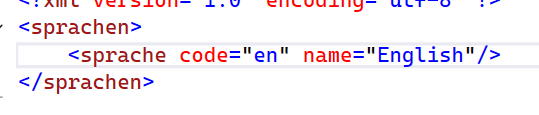 <?xml version="1.0" encoding="utf-8" ?>
<sprachen>
<sprache code="en" name="English"/>
</sprachen>